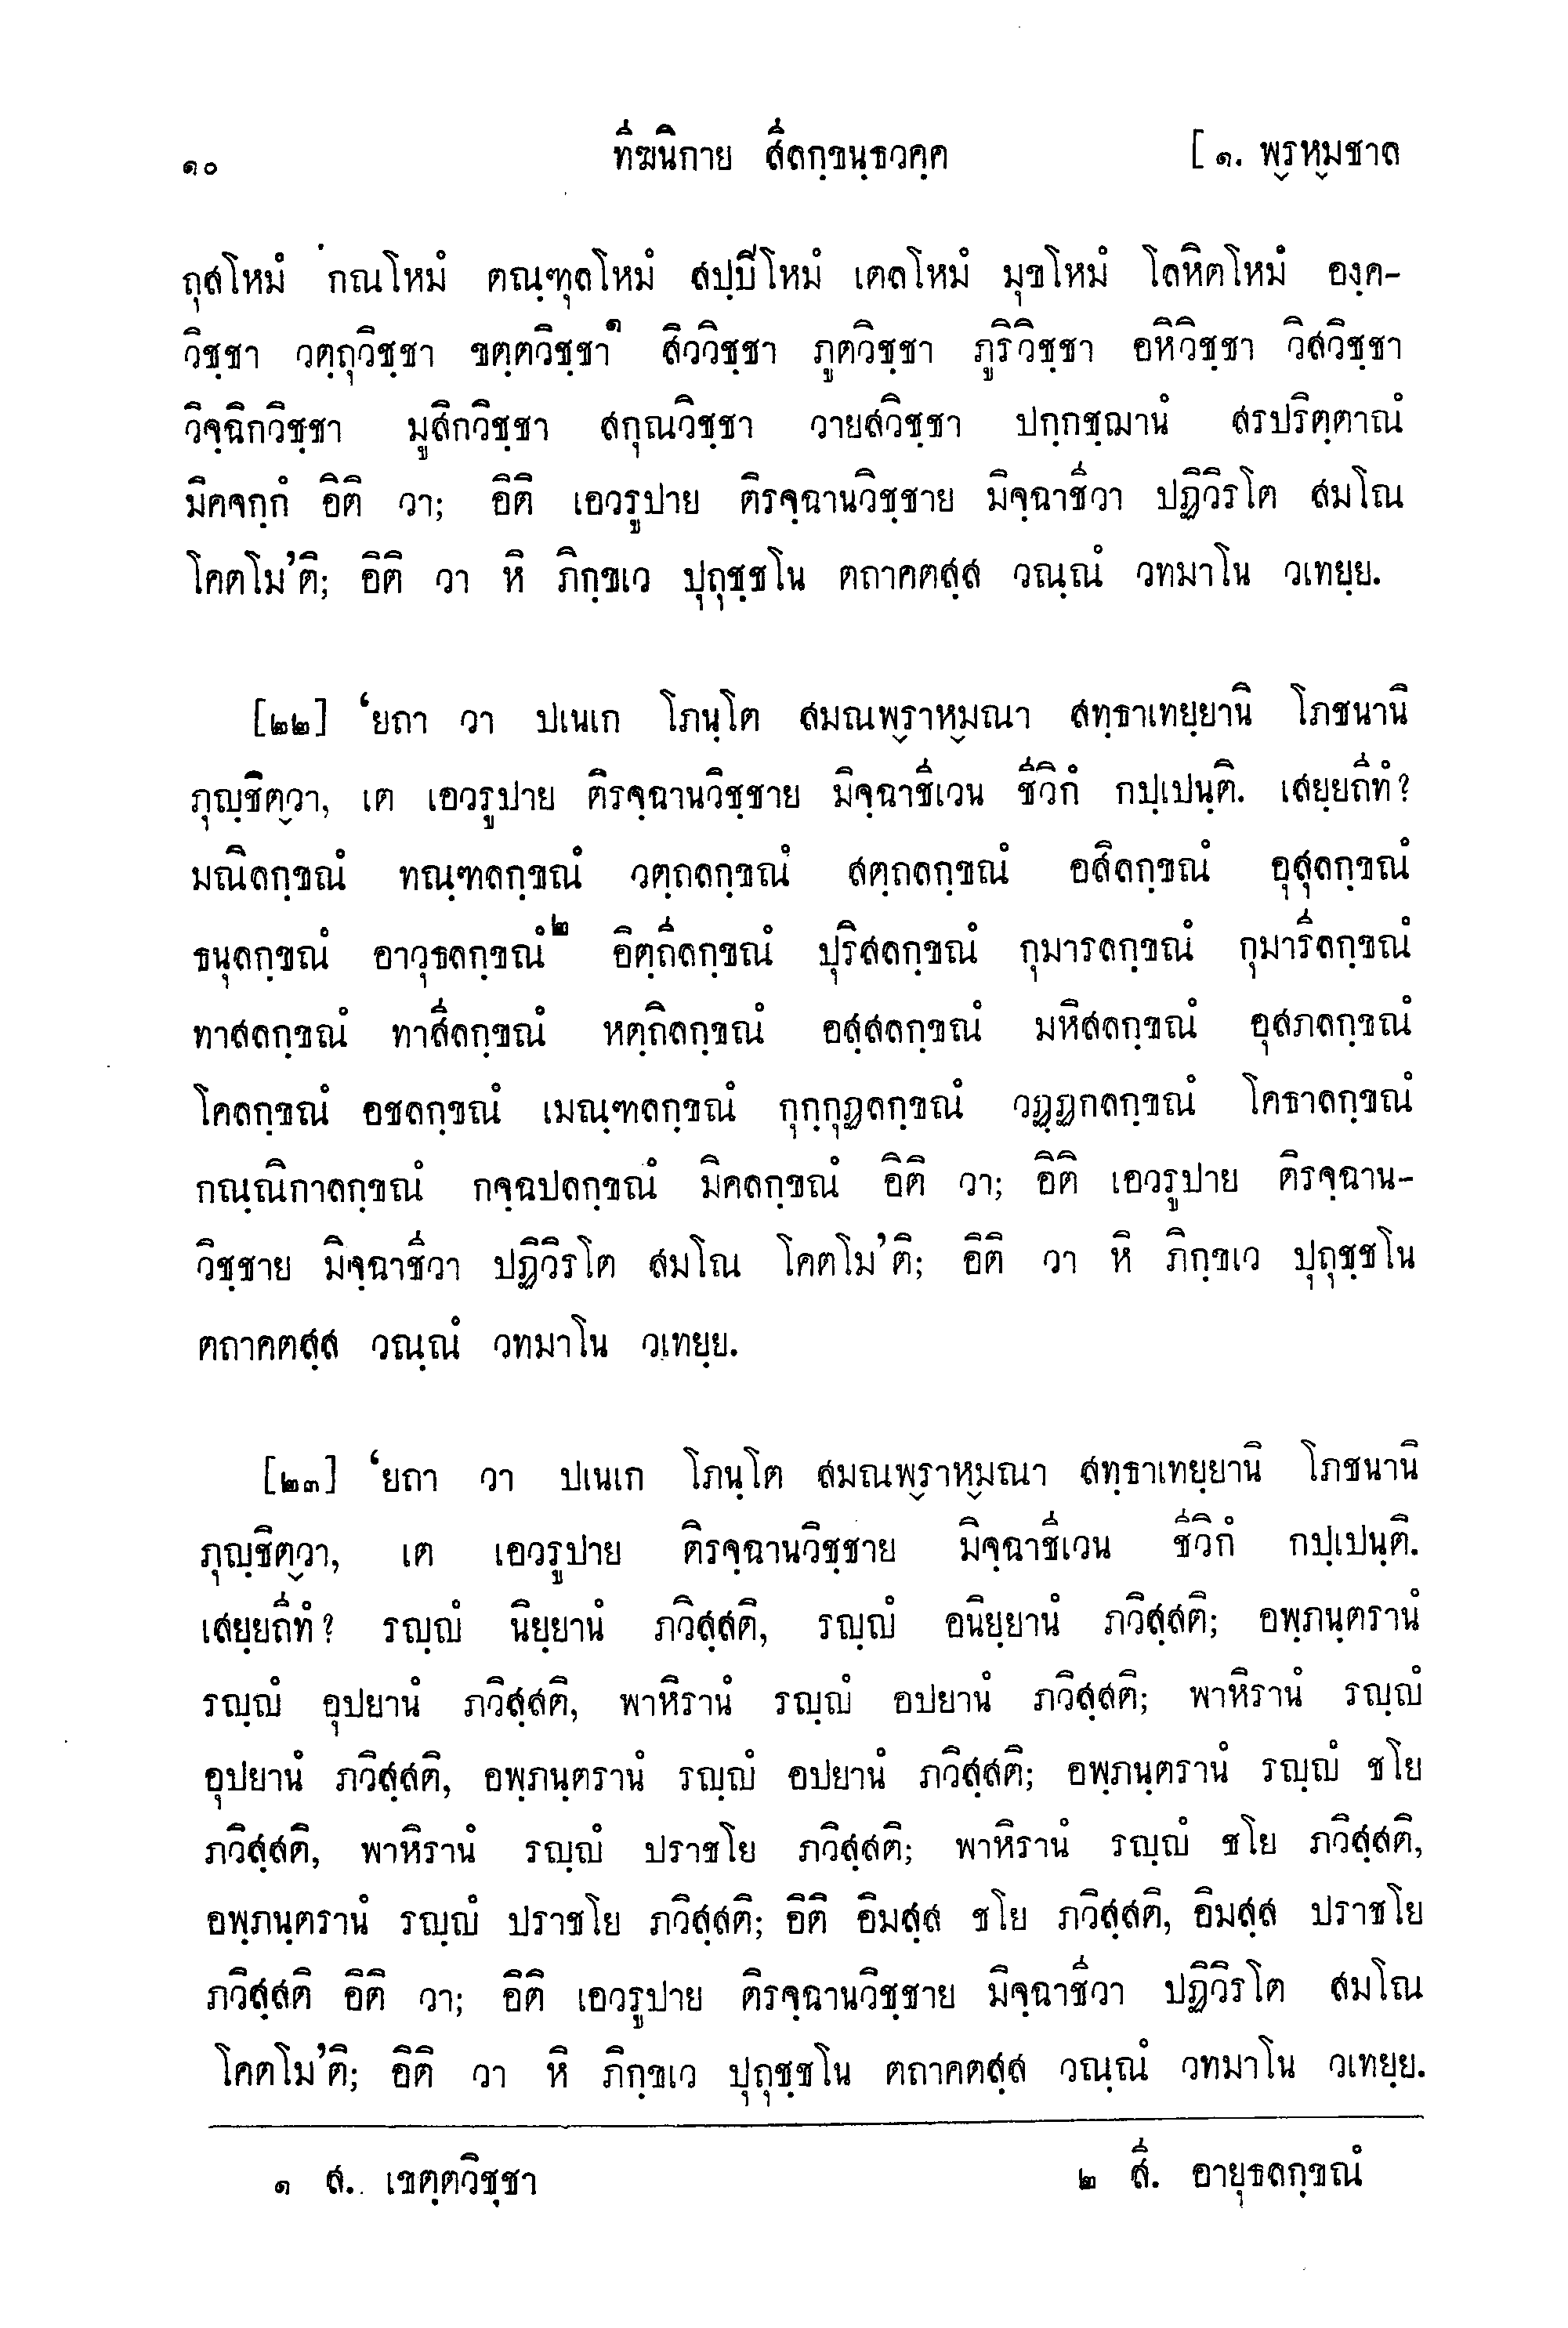 ๑๐ ทีฆนิกาย สีลกฺขนฺธวคฺค [ ๑. พฺรหฺมชาล
ถุสโหมํ กณโหมํ ตณฺฑุลโหมํ สปฺปีโหมํ เตลโหมํ มุขโหมํ โลหิตโหมํ องฺค-
วิชฺชา วตฺถุวิชฺชา ขตฺตวิชฺชา๑ สิววิชฺชา ภูตวิชฺชา ภูริวิชฺชา อหิวิชฺชา วิสวิชฺชา
วิจฺฉิกวิชฺชา มูสิกวิชฺชา สกุณวิชฺชา วายสวิชฺชา ปกฺกชฺฌานํ สรปริตฺตาณํ
มิคจกฺกํ อิติ วา; อิติ เอวรูปาย ติรจฺฉานวิชฺชาย มิจฺฉาชีวา ปฏิวิรโต สมโณ
โคตโม'ติ; อิติ วา หิ ภิกฺขเว ปุถุชฺชโน ตถาคตสฺส วณฺณํ วทมาโน วเทยฺย.
[๒๒] ‘ยถา วา ปเนเก โภนฺโต สมณพฺราหฺมณา สทฺธาเทยฺยานิ โภชนานิ
ภุญฺชิตฺวา, เต เอวรูปาย ติรจฺฉานวิชฺชาย มิจฺฉาชีเวน ชีวิกํ กปฺเปนฺติ. เสยฺยถีทํ?
มณิลกฺขณํ ทณฺฑลกฺขณํ วตฺถลกฺขณํ สตฺถลกฺขณํ อสิลกฺขณํ อุสุลกฺขณํ
ธนุลกฺขณํ อาวุธลกฺขณํ๒ อิตฺถีลกฺขณํ ปุริสลกฺขณํ กุมารลกฺขณํ กุมารีลกฺขณํ
ทาสลกฺขณํ ทาสีลกฺขณํ หตฺถิลกฺขณํ อสฺสลกฺขณํ มหิสลกฺขณํ อุสภลกฺขณํ
โคลกฺขณํ อชลกฺขณํ เมณฺฑลกฺขณํ กุกฺกุฏลกฺขณํ วฏฺฏกลกฺขณํ โคธาลกฺขณํ
กณฺณิกาลกฺขณํ กจฺฉปลกฺขณํ มิคลกฺขณํ อิติ วา; อิติ เอวรูปาย ติรจฺฉาน-
วิชฺชาย มิจฺฉาชีวา ปฏิวิรโต สมโณ โคตโม'ติ; อิติ วา หิ ภิกฺขเว ปุถุชฺชโน
ตถาคตสฺส วณฺณํ วทมาโน วเทยฺย.
[๒๓] ‘ยถา วา ปเนเก โภนฺโต สมณพฺราหฺมณา สทฺธาเทยฺยานิ โภชนานิ
ภุญฺชิตฺวา, เต เอวรูปาย ติรจฺฉานวิชฺชาย มิจฺฉาชีเวน ชีวิกํ กปฺเปนฺติ.
เสยฺยถีทํ? รญฺญํ นิยฺยานํ ภวิสฺสติ, รญฺญํ อนิยฺยานํ ภวิสฺสติ; อพฺภนฺตรานํ
รญฺญํ อุปยานํ ภวิสฺสติ, พาหิรานํ รญฺญํ อปยานํ ภวิสฺสติ; พาหิรานํ รญฺญํ
อุปยานํ ภวิสฺสติ, อพฺภนฺตรานํ รญฺญํ อปยานํ ภวิสฺสติ; อพฺภนฺตรานํ รญฺญํ ชโย
ภวิสฺสติ, พาหิรานํ รญฺญํ ปราชโย ภวิสฺสติ; พาหิรานํ รญฺญํ ชโย ภวิสฺสติ,
อพฺภนฺตรานํ รญฺญํ ปราชโย ภวิสฺสติ; อิติ อิมสฺส ชโย ภวิสฺสติ, อิมสฺส ปราชโย
ภวิสฺสติ อิติ วา; อิติ เอวรูปาย ติรจฺฉานวิชฺชาย มิจฺฉาชีวา ปฏิวิรโต สมโณ
โคตโม'ติ; อิติ วา หิ ภิกฺขเว ปุถุชฺชโน ตถาคตสฺส วณฺณํ วทมาโน วเทยฺย.
๑ ส. เขตฺตวิชฺชา ๒ สี. อายุธลกฺขณํ